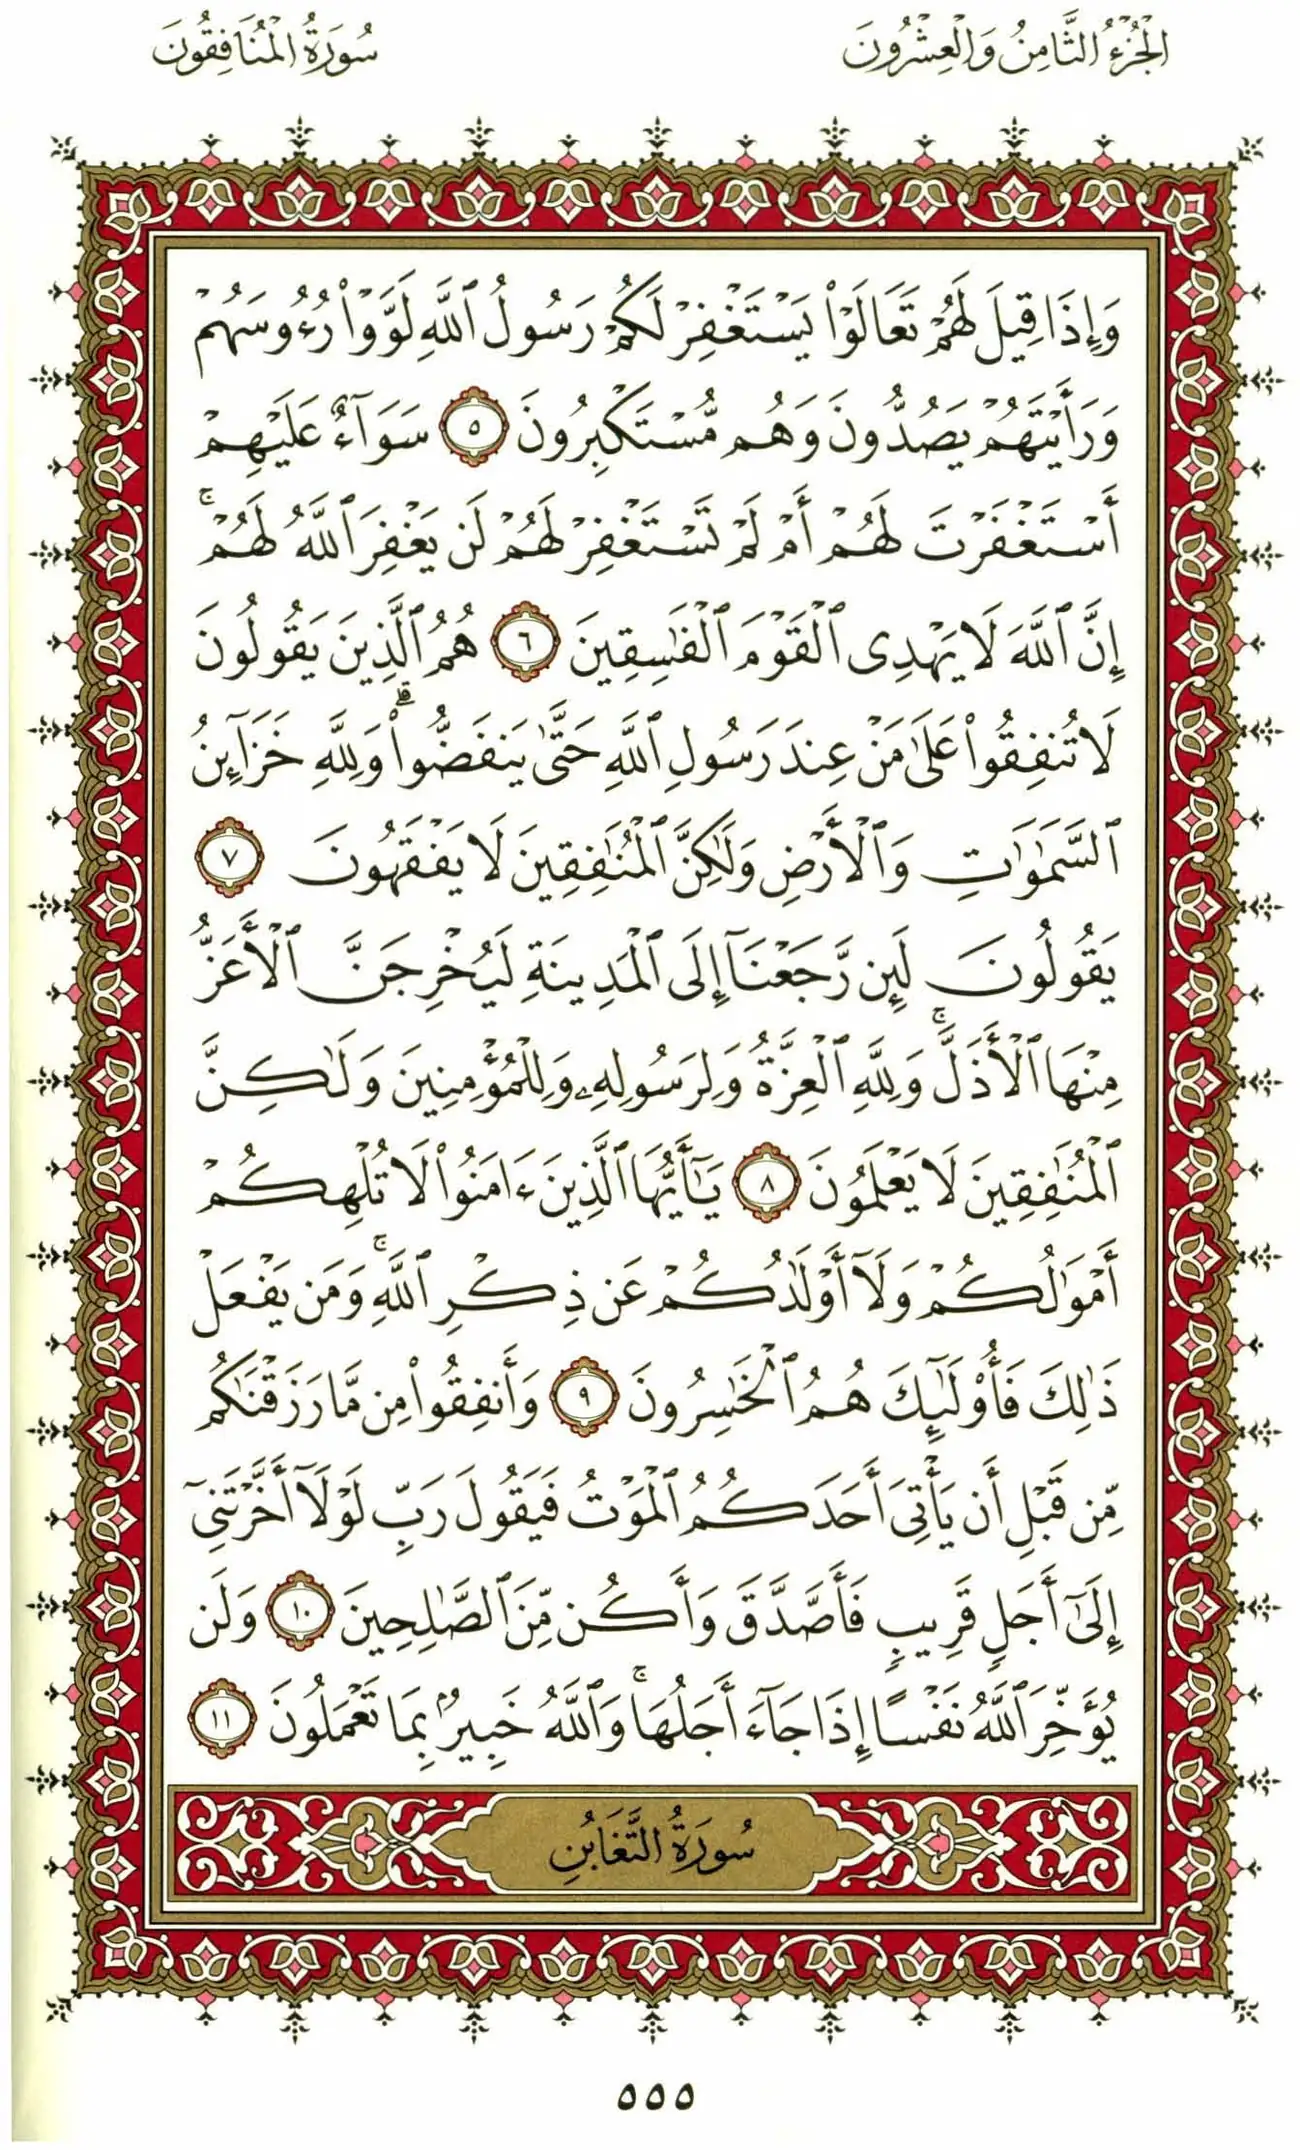 الجُزْءُ الثَّامِنُ وَالْعِشْرُونَ
سُورَةُ الْمُنَافِقُونَ
وَإِذَا قِيلَ لَهُمْ تَعَالَوْا۟ يَسْتَغْفِرْ لَكُمْ رَسُولُ ٱللَّهِ لَوَّوْا۟ رُءُوسَهُمْ
وَرَأَيْتَهُمْ يَصُدُّونَ وَهُم مُّسْتَكْبِرُونَ ٥ سَوَآءٌ عَلَيْهِمْ
أَسْتَغْفَرْتَ لَهُمْ أَمْ لَمْ تَسْتَغْفِرْ لَهُمْ لَن يَغْفِرَ ٱللَّهُ لَهُمْ ۚ
إِنَّ ٱللَّهَ لَا يَهْدِى ٱلْقَوْمَ ٱلْفَـٰسِقِينَ ٦ هُمُ ٱلَّذِينَ يَقُولُونَ
لَا تُنفِقُوا۟ عَلَىٰ مَنْ عِندَ رَسُولِ ٱللَّهِ حَتَّىٰ يَنفَضُّوا۟ ۗ وَلِلَّهِ خَزَآئِنُ
ٱلسَّمَـٰوَٰتِ وَٱلْأَرْضِ وَلَـٰكِنَّ ٱلْمُنَـٰفِقِينَ لَا يَفْقَهُونَ ٧
يَقُولُونَ لَئِن رَّجَعْنَآ إِلَى ٱلْمَدِينَةِ لَيُخْرِجَنَّ ٱلْأَعَزُّ
مِنْهَا ٱلْأَذَلَّ ۚ وَلِلَّهِ ٱلْعِزَّةُ وَلِرَسُولِهِۦ وَلِلْمُؤْمِنِينَ وَلَـٰكِنَّ
ٱلْمُنَـٰفِقِينَ لَا يَعْلَمُونَ ٨ يَـٰٓأَيُّهَا ٱلَّذِينَ ءَامَنُوا۟ لَا تُلْهِكُمْ
أَمْوَٰلُكُمْ وَلَآ أَوْلَـٰدُكُمْ عَن ذِكْرِ ٱللَّهِ ۚ وَمَن يَفْعَلْ
ذَٰلِكَ فَأُو۟لَـٰٓئِكَ هُمُ ٱلْخَـٰسِرُونَ ٩ وَأَنفِقُوا۟ مِن مَّا رَزَقْنَـٰكُم
مِّن قَبْلِ أَن يَأْتِىَ أَحَدَكُمُ ٱلْمَوْتُ فَيَقُولَ رَبِّ لَوْلَآ أَخَّرْتَنِىٓ
إِلَىٰٓ أَجَلٍ قَرِيبٍ فَأَصَّدَّقَ وَأَكُن مِّنَ ٱلصَّـٰلِحِينَ ١٠ وَلَن
يُؤَخِّرَ ٱللَّهُ نَفْسًا إِذَا جَآءَ أَجَلُهَا ۚ وَٱللَّهُ خَبِيرٌۢ بِمَا تَعْمَلُونَ ١١
سُورَةُ التَّغَابُنِ
٥٥٥